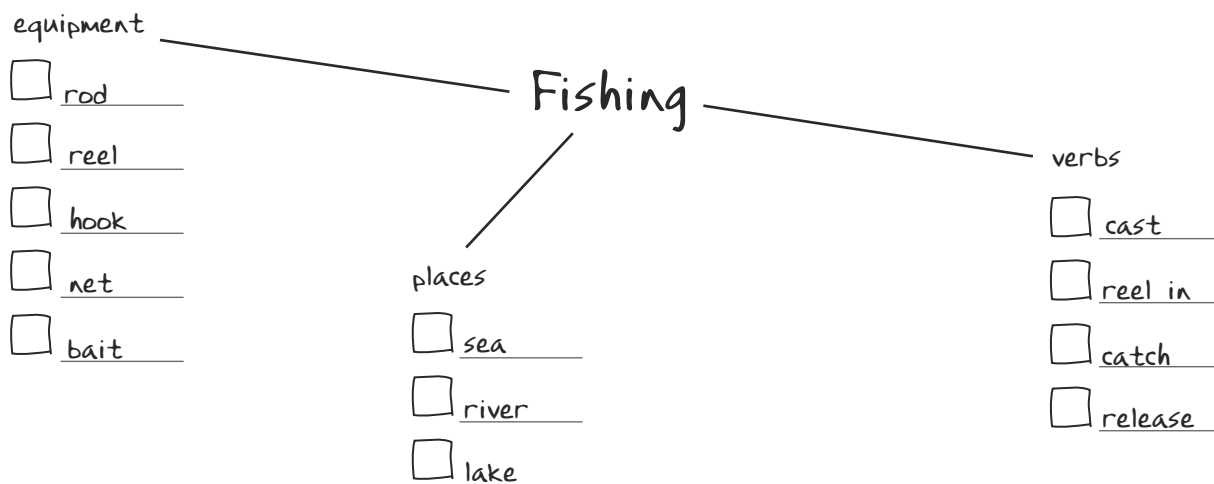 Fishing
equipment
rod
reel
hook
net
bait
places
sea
river
lake
verbs
cast
reel in
catch
release